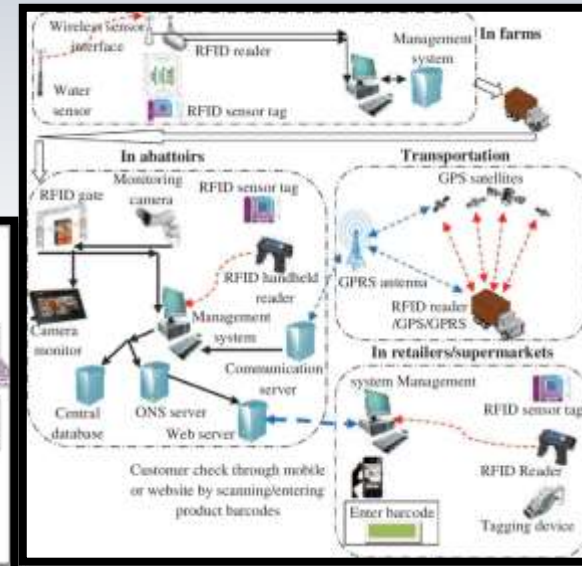 Wireless sensor
interface
RFID reader
Management
system
In farms
Water
sensor
RFID sensor tag
In abattoirs
RFID gate
Monitoring
camera
RFID sensor tag
RFID handheld
reader
Management
system
Camera
monitor
Communication
server
Central
database
ONS server
Web server
Transportation
GPS satellites
GPRS antenna
RFID reader
/GPS/GPRS
In retailers/supermarkets
system Management
RFID sensor tag
RFID Reader
Enter barcode
Tagging device
Customer check through mobile
or website by scanning/entering
product barcodes